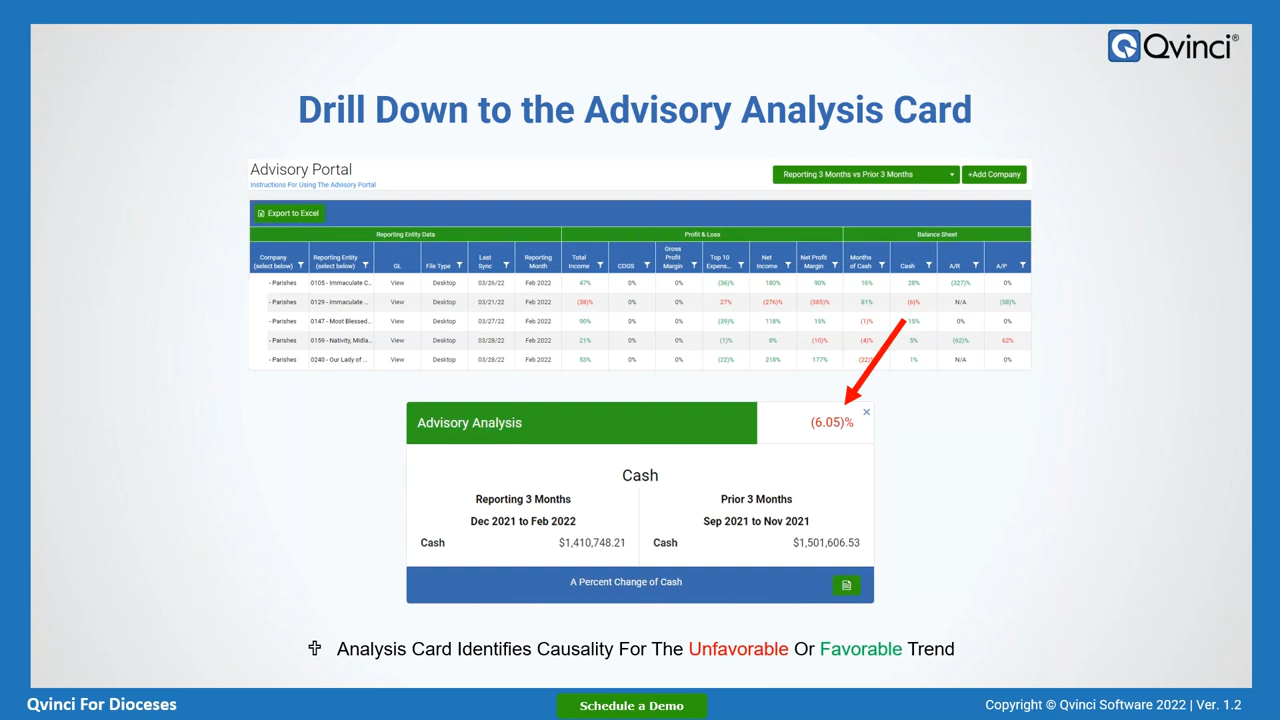 Qvinci®
Drill Down to the Advisory Analysis Card
Advisory Portal
Instructions For Using The Advisory Portal
Reporting 3 Months vs Prior 3 Months
+Add Company
Export to Excel
Reporting Entity Data Profit & Loss Balance Sheet
Company (select below) Reporting Entity (select below) GL File Type Last Sync Reporting Month Total Income COGS Gross Profit Margin Top 10 Expens... Net Income Net Profit Margin Months of Cash Cash A/R A/P
- Parishes 0105 - Immaculate C... View Desktop 03/26/22 Feb 2022 47% 0% 0% (36)% 180% 90% 16% 28% (327)% 0%
- Parishes 0129 - Immaculate ... View Desktop 03/21/22 Feb 2022 (38)% 0% 0% 27% (276)% (385)% 81% (6)% N/A (58)%
- Parishes 0147 - Most Blessed... View Desktop 03/27/22 Feb 2022 90% 0% 0% (39)% 118% 15% (1)% 15% 0% 0%
- Parishes 0159 - Nativity, Midla... View Desktop 03/28/22 Feb 2022 21% 0% 0% (1)% 8% (10)% (4)% 5% (62)% 62%
- Parishes 0240 - Our Lady of ... View Desktop 03/28/22 Feb 2022 53% 0% 0% (22)% 218% 177% (22)% 1% N/A 0%
Advisory Analysis
(6.05)%
×
Cash
Reporting 3 Months Prior 3 Months
Dec 2021 to Feb 2022 Sep 2021 to Nov 2021
Cash $1,410,748.21 Cash $1,501,606.53
A Percent Change of Cash
✞ Analysis Card Identifies Causality For The Unfavorable Or Favorable Trend
Qvinci For Dioceses
Schedule a Demo
Copyright © Qvinci Software 2022 | Ver. 1.2